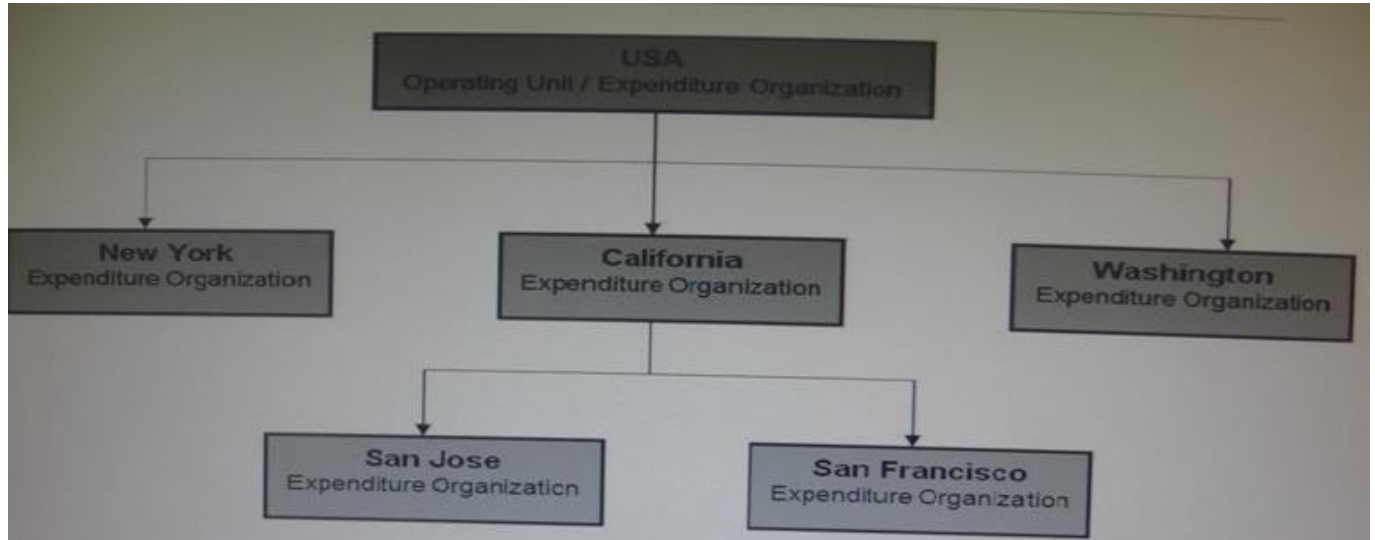 USA
Operating Unit / Expenditure Organization
New York
Expenditure Organization
California
Expenditure Organization
Washington
Expenditure Organization
San Jose
Expenditure Organization
San Francisco
Expenditure Organization